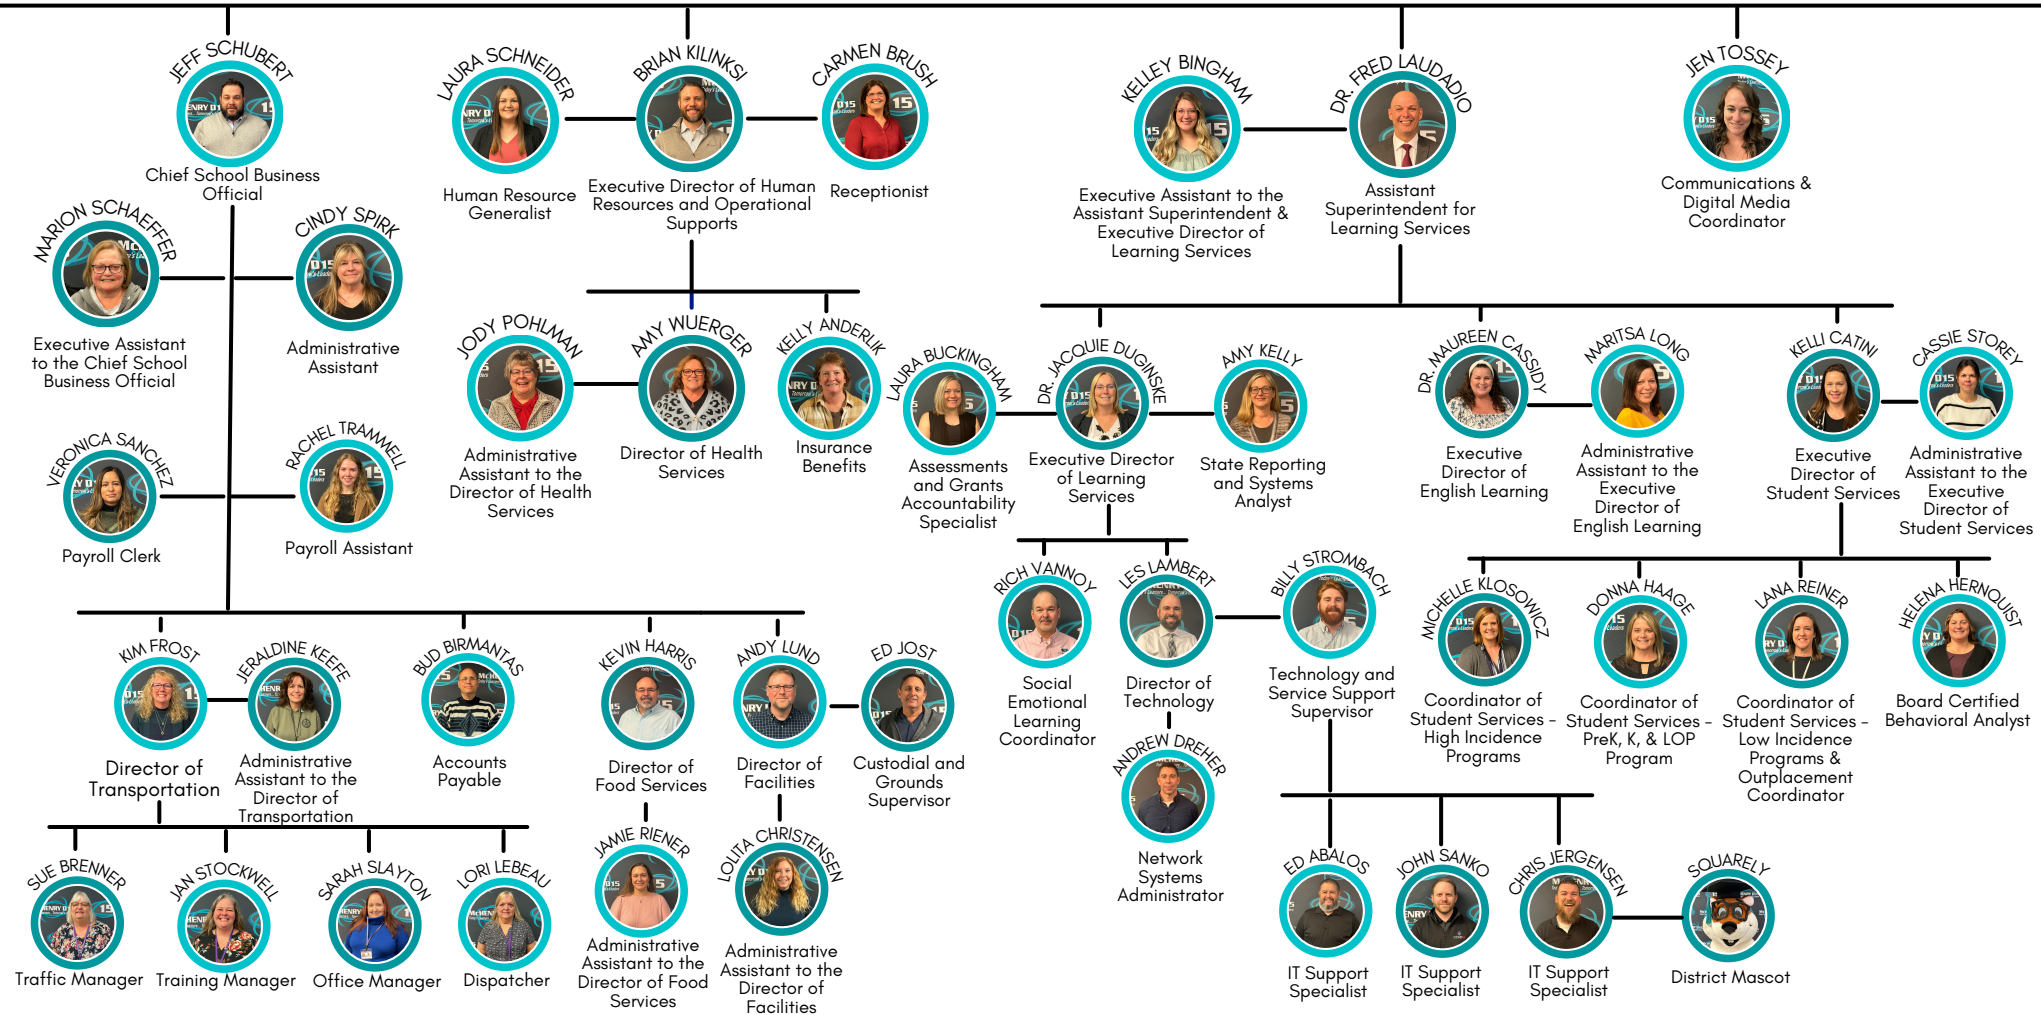 JEFF SCHUBERT
Chief School Business
Official
LAURA SCHNEIDER
Human Resource
Generalist
BRIAN KILINKSI
Executive Director of Human
Resources and Operational
Supports
CARMEN BRUSH
Receptionist
KELLEY BINGHAM
Executive Assistant to the
Assistant Superintendent &
Executive Director of
Learning Services
DR. FRED LAUDADIO
Assistant
Superintendent for
Learning Services
JEN TOSSEY
Communications &
Digital Media
Coordinator
MARION SCHAEFFER
Executive Assistant
to the Chief School
Business Official
CINDY SPIRK
Administrative
Assistant
VERONICA SANCHEZ
Payroll Clerk
RACHEL TRAMMELL
Payroll Assistant
JODY POHLMAN
Administrative
Assistant to the
Director of Health
Services
AMY WUERGER
Director of Health
Services
KELLY ANDERLIK
Insurance
Benefits
LAURA BUCKINGHAM
Assessments
and Grants
Accountability
Specialist
DR. JACQUIE DUGINSKE
Executive Director
of Learning
Services
AMY KELLY
State Reporting
and Systems
Analyst
DR. MAUREEN CASSIDY
Executive
Director of
English Learning
MARITSA LONG
Administrative
Assistant to the
Executive
Director of
English Learning
KELLI CATINI
Executive
Director of
Student Services
CASSIE STOREY
Administrative
Assistant to the
Executive
Director of
Student Services
RICH VANNOY
Social
Emotional
Learning
Coordinator
LES LAMBERT
Director of
Technology
BILLY STROMBACH
Technology and
Service Support
Supervisor
MICHELLE KLOSOWICZ
Coordinator of
Student Services -
High Incidence
Programs
DONNA HAAGE
Coordinator of
Student Services -
PreK, K, & LOP
Program
LANA REINER
Coordinator of
Student Services -
Low Incidence
Programs &
Outplacement
Coordinator
HELENA HERNQUIST
Board Certified
Behavioral Analyst
KIM FROST
Director of
Transportation
JERALDINE KEEFE
Administrative
Assistant to the
Director of
Transportation
BUD BIRMANTAS
Accounts
Payable
KEVIN HARRIS
Director of
Food Services
ANDY LUND
Director of
Facilities
ED JOST
Custodial and
Grounds
Supervisor
ANDREW DREHER
Network
Systems
Administrator
SUE BRENNER
Traffic Manager
JAN STOCKWELL
Training Manager
SARAH SLAYTON
Office Manager
LORI LEBEAU
Dispatcher
JAMIE RIENER
Administrative
Assistant to the
Director of Food
Services
LOLITA CHRISTENSEN
Administrative
Assistant to the
Director of
Facilities
ED ABALOS
IT Support
Specialist
JOHN SANKO
IT Support
Specialist
CHRIS JERGENSEN
IT Support
Specialist
SQUARELY
District Mascot